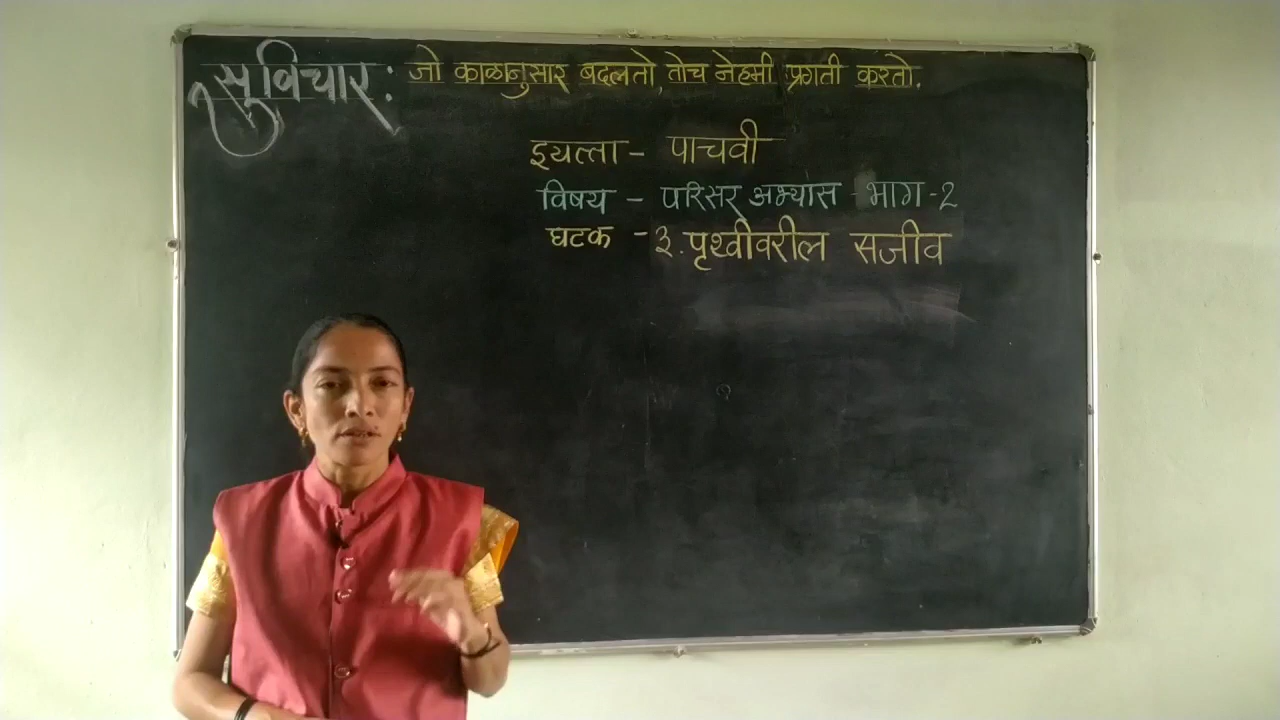 सुविचार: जो काळानुसार बदलतो, तोच नेहमी प्रगती करतो.
इयत्ता - पाचवी
विषय - परिसर अभ्यास - भाग - 2
घटक - ३. पृथ्वीवरील सजीव